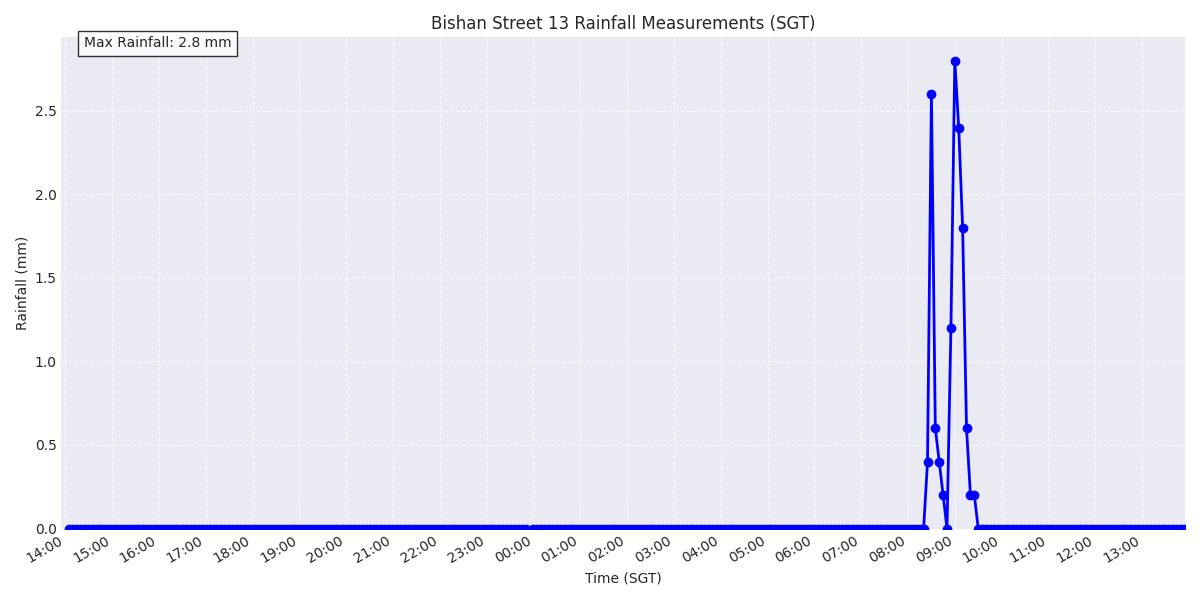 Bishan Street 13 Rainfall Measurements (SGT)
Max Rainfall: 2.8 mm
Rainfall (mm)
2.5
2.0
1.5
1.0
0.5
0.0
14:00 15:00 16:00 17:00 18:00 19:00 20:00 21:00 22:00 23:00 00:00 01:00 02:00 03:00 04:00 05:00 06:00 07:00 08:00 09:00 10:00 11:00 12:00 13:00
Time (SGT)